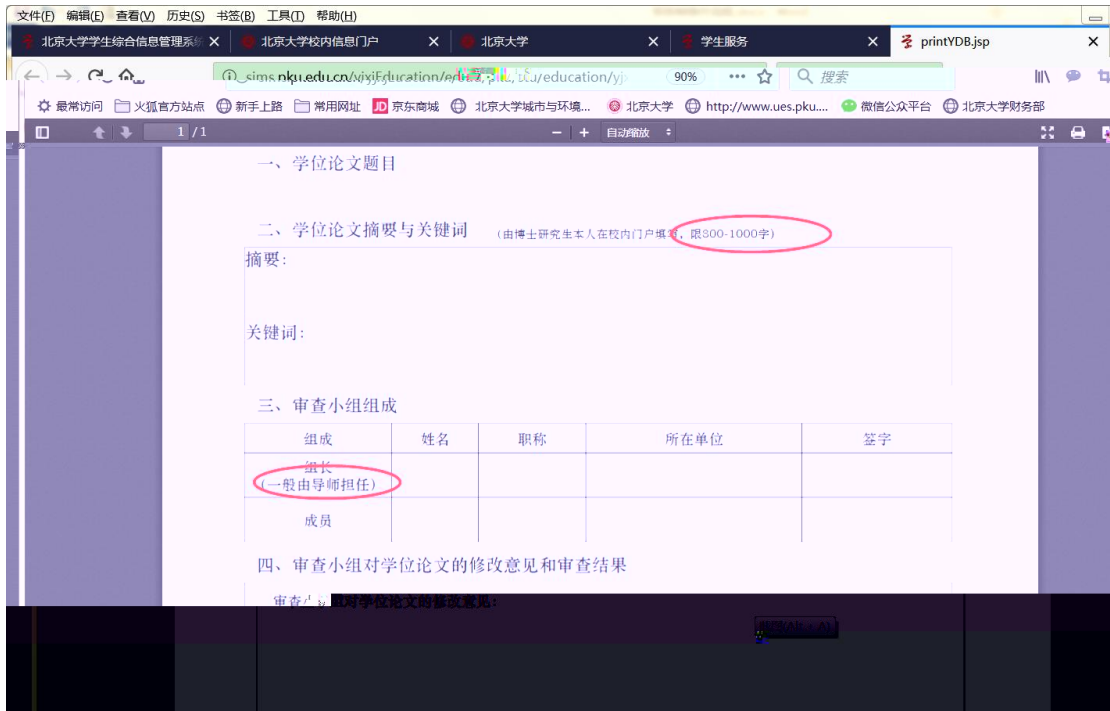 文件(F) 编辑(E) 查看(V) 历史(S) 书签(B) 工具(T) 帮助(H)
北京大学学生综合信息管理系统 北京大学校内信息门户 北京大学 学生服务 printYDB.jsp
sims.pku.edu.cn 90% 搜索
最常访问 火狐官方站点 新手上路 常用网址 JD 京东商城 北京大学城市与环境... 北京大学 http://www.ues.pku.... 微信公众平台 北京大学财务部
1 / 1 — + 自动缩放
一、学位论文题目
二、学位论文摘要与关键词 (由博士研究生本人在校内门户填写，限800-1000字)
摘要：
关键词：
三、审查小组组成
组成 姓名 职称 所在单位 签字
组长
(一般由导师担任)
成员
四、审查小组对学位论文的修改意见和审查结果
审查小组对学位论文的修改意见：